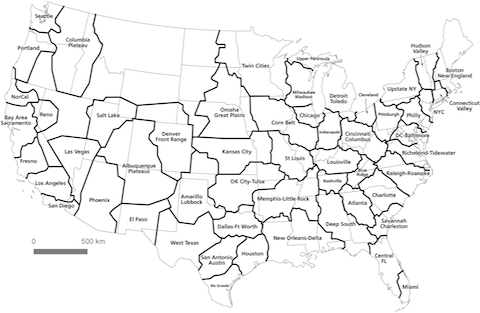 Seattle
Portland
Columbia
Plateau
Twin Cities
Upper Peninsula
Hudson
Valley
Boston
New England
Connecticut
Valley
NYC
Upstate NY
Cleveland
Detroit
Toledo
Milwaukee
Madison
Chicago
NorCal
Bay Area
Sacramento
Reno
Salt Lake
Omaha
Great Plains
Corn Belt
Indianapolis
Cincinnati
Columbus
Pittsburgh
Philly
DC-Baltimore
Denver
Front Range
Kansas City
St Louis
Louisville
Richmond-Tidewater
Las Vegas
Fresno
Albuquerque
Plateaus
OK City-Tulsa
Nashville
Blue
Ridge
Raleigh-Roanoke
Los Angeles
San Diego
Phoenix
Amarillo
Lubbock
Memphis-Little Rock
Charlotte
Atlanta
El Paso
Dallas-Ft Worth
Deep South
Savannah
Charleston
West Texas
New Orleans-Delta
San Antonio
Austin
Houston
Central
FL
Rio Grande
Miami
0 500 km